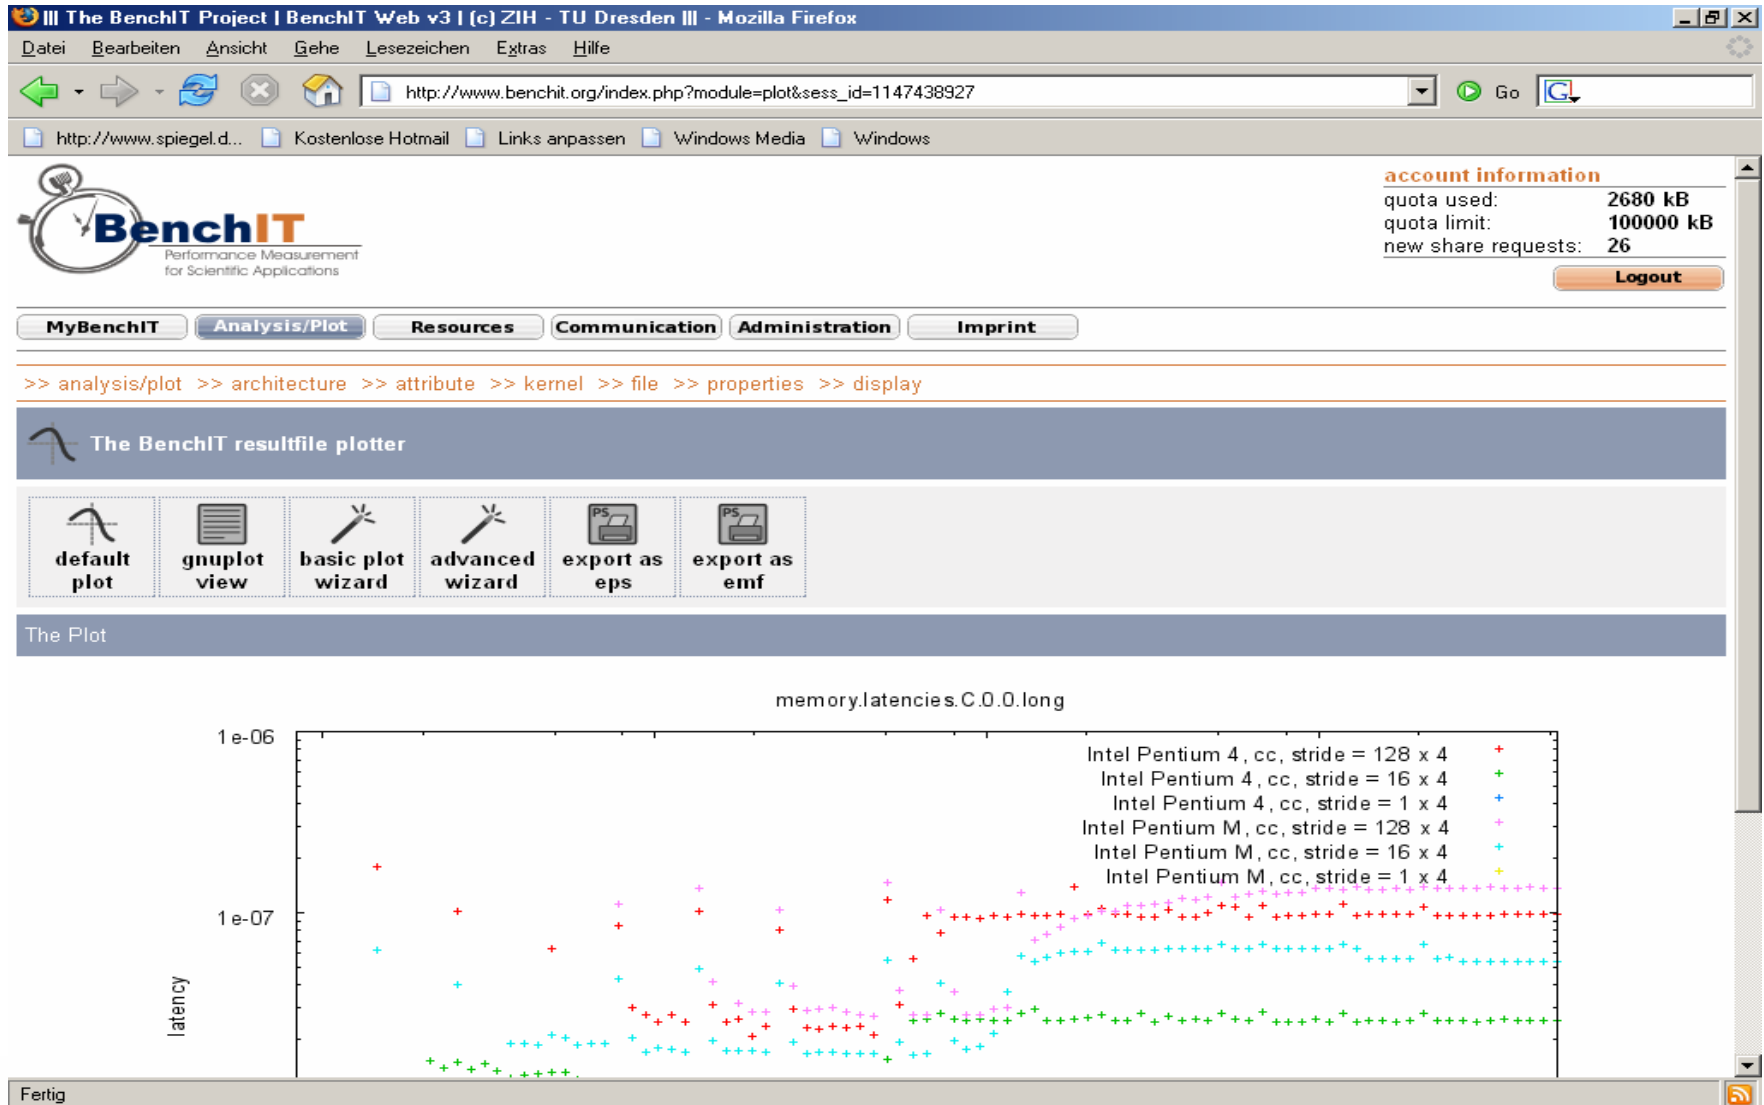 ||| The BenchIT Project | BenchIT Web v3 | (c) ZIH - TU Dresden ||| - Mozilla Firefox
Datei Bearbeiten Ansicht Gehe Lesezeichen Extras Hilfe
http://www.benchit.org/index.php?module=plot&sess_id=1147438927 Go G
http://www.spiegel.d... Kostenlose Hotmail Links anpassen Windows Media Windows
BenchIT
Performance Measurement
for Scientific Applications
account information
quota used: 2680 kB
quota limit: 100000 kB
new share requests: 26
Logout
MyBenchIT Analysis/Plot Resources Communication Administration Imprint
>> analysis/plot >> architecture >> attribute >> kernel >> file >> properties >> display
The BenchIT resultfile plotter
PS PS
default gnuplot basic plot advanced export as export as
plot view wizard wizard eps emf
The Plot
memory.latencies.C.0.0.long
1e-06
Intel Pentium 4, cc, stride = 128 x 4
Intel Pentium 4, cc, stride = 16 x 4
Intel Pentium 4, cc, stride = 1 x 4
Intel Pentium M, cc, stride = 128 x 4
Intel Pentium M, cc, stride = 16 x 4
Intel Pentium M, cc, stride = 1 x 4
1e-07
latency
Fertig